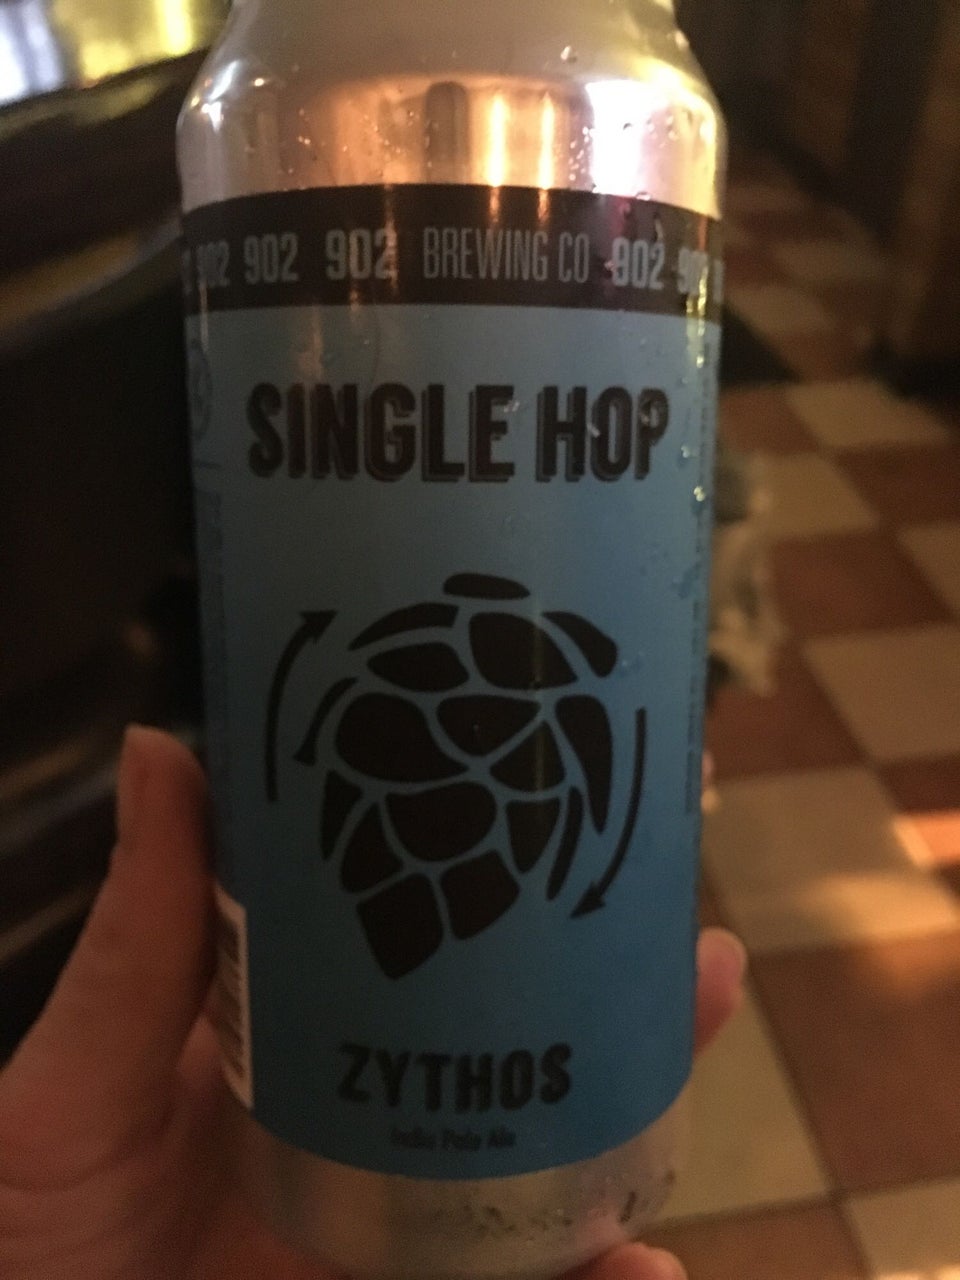 902 902 902 BREWING CO 902
SINGLE HOP
ZYTHOS
India Pale Ale